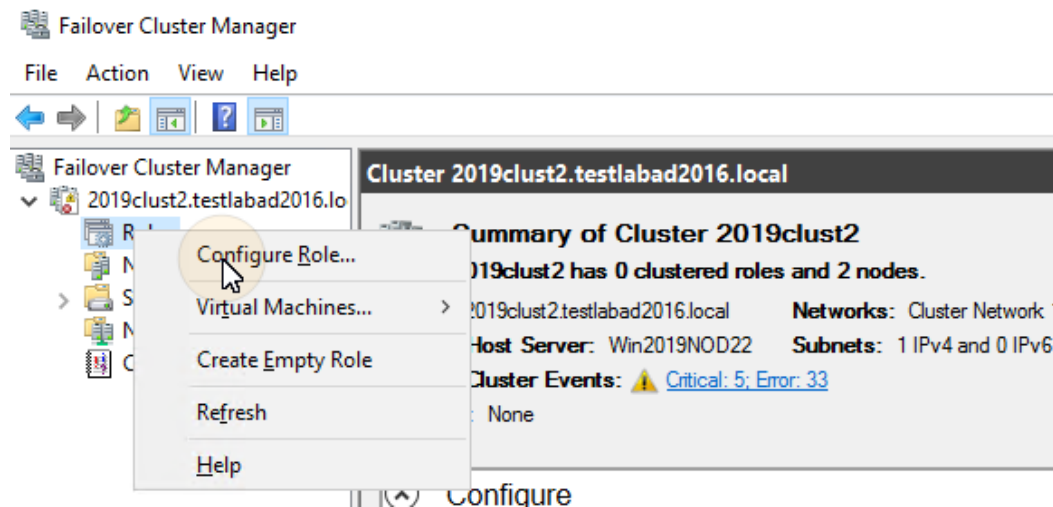 Failover Cluster Manager
File Action View Help
Failover Cluster Manager
2019clust2.testlabad2016.lo
Configure Role...
Virtual Machines...
Create Empty Role
Refresh
Help
Cluster 2019clust2.testlabad2016.local
Summary of Cluster 2019clust2
019clust2 has 0 clustered roles and 2 nodes.
2019clust2.testlabad2016.local Networks: Cluster Network
Host Server: Win2019NOD22 Subnets: 1 IPv4 and 0 IPv6
Cluster Events: Critical: 5; Error: 33
: None
Configure